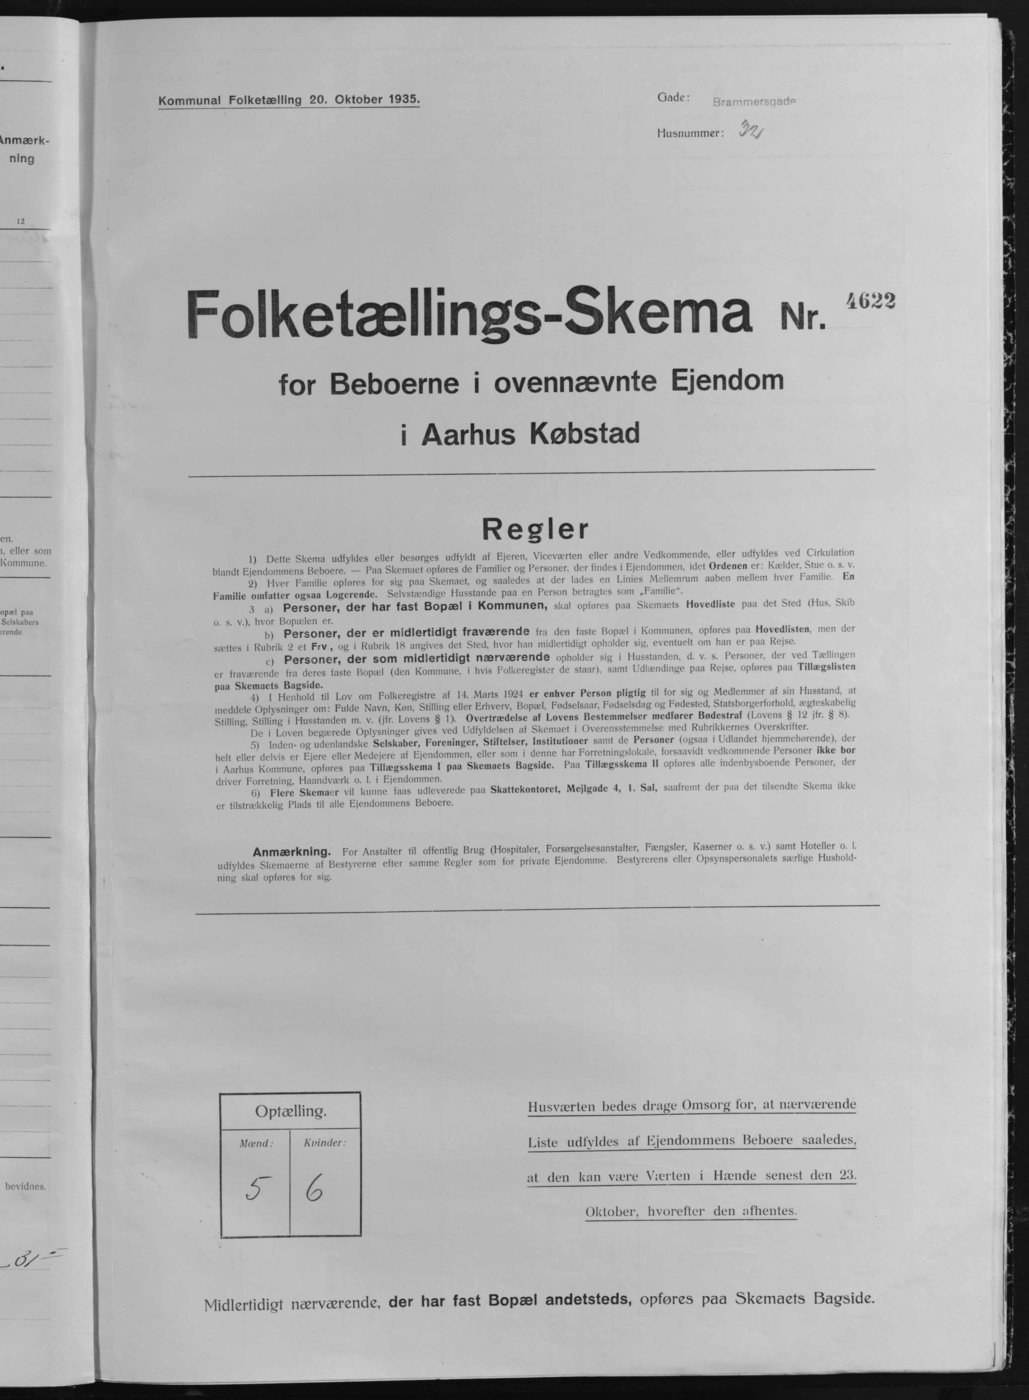 Anmærk-
ning
12
en.
, eller som
Kommune.
opæl paa
Selskabers
erende
bevidnes.
31
Kommunal Folketælling 20. Oktober 1935.
Gade: Brammersgade
Husnummer: 32
Folketællings-Skema Nr. 4622
for Beboerne i ovennævnte Ejendom
i Aarhus Købstad
Regler
1) Dette Skema udfyldes eller besørges udfyldt af Ejeren, Viceværten eller andre Vedkommende, eller udfyldes ved Cirkulation
blandt Ejendommens Beboere. — Paa Skemaet opføres de Familier og Personer, der findes i Ejendommen, idet Ordenen er: Kælder, Stue o. s. v.
2) Hver Familie opføres for sig paa Skemaet, og saaledes at der lades en Linies Mellemrum aaben mellem hver Familie. En
Familie omfatter ogsaa Logerende. Selvstændige Husstande paa en Person betragtes som „Familie“.
3 a) Personer, der har fast Bopæl i Kommunen, skal opføres paa Skemaets Hovedliste paa det Sted (Hus, Skib
o. s. v.), hvor Bopælen er.
b) Personer, der er midlertidigt fraværende fra den faste Bopæl i Kommunen, opføres paa Hovedlisten, men der
sættes i Rubrik 2 et Frv., og i Rubrik 18 angives det Sted, hvor han midlertidigt opholder sig, eventuelt om han er paa Rejse.
c) Personer, der som midlertidigt nærværende opholder sig i Husstanden, d. v. s. Personer, der ved Tællingen
er fraværende fra deres faste Bopæl (den Kommune, i hvis Folkeregister de staar), samt Udlændinge paa Rejse, opføres paa Tillægslisten
paa Skemaets Bagside.
4) I Henhold til Lov om Folkeregistre af 14. Marts 1924 er enhver Person pligtig til for sig og Medlemmer af sin Husstand, at
meddele Oplysninger om: Fulde Navn, Køn, Stilling eller Erhverv, Bopæl, Fødselsaar, Fødselsdag og Fødested, Statsborgerforhold, ægteskabelig
Stilling, Stilling i Husstanden m. v. (jfr. Lovens § 1). Overtrædelse af Lovens Bestemmelser medfører Bødestraf (Lovens § 12 jfr. § 8).
De i Loven begærede Oplysninger gives ved Udfyldelsen af Skemaet i Overensstemmelse med Rubrikkernes Overskrifter.
5) Inden- og udenlandske Selskaber, Foreninger, Stiftelser, Institutioner samt de Personer (ogsaa i Udlandet hjemmehørende), der
helt eller delvis er Ejere eller Medejere af Ejendommen, eller som i denne har Forretningslokale, forsaavidt vedkommende Personer ikke bor
i Aarhus Kommune, opføres paa Tillægsskema I paa Skemaets Bagside. Paa Tillægsskema II opføres alle indenbysboende Personer, der
driver Forretning, Haandværk o. l. i Ejendommen.
6) Flere Skemaer vil kunne faas udleverede paa Skattekontoret, Mejlgade 4, 1. Sal, saafremt der paa det tilsendte Skema ikke
er tilstrækkelig Plads til alle Ejendommens Beboere.
Anmærkning. For Anstalter til offentlig Brug (Hospitaler, Forsørgelsesanstalter, Fængsler, Kaserner o. s. v.) samt Hoteller o. l.
udfyldes Skemaerne af Bestyrerne efter samme Regler som for private Ejendomme. Bestyrerens eller Opsynspersonalets særlige Hushold-
ning skal opføres for sig.
Optælling.
Mænd: Kvinder:
5 6
Husværten bedes drage Omsorg for, at nærværende
Liste udfyldes af Ejendommens Beboere saaledes,
at den kan være Værten i Hænde senest den 23.
Oktober, hvorefter den afhentes.
Midlertidigt nærværende, der har fast Bopæl andetsteds, opføres paa Skemaets Bagside.